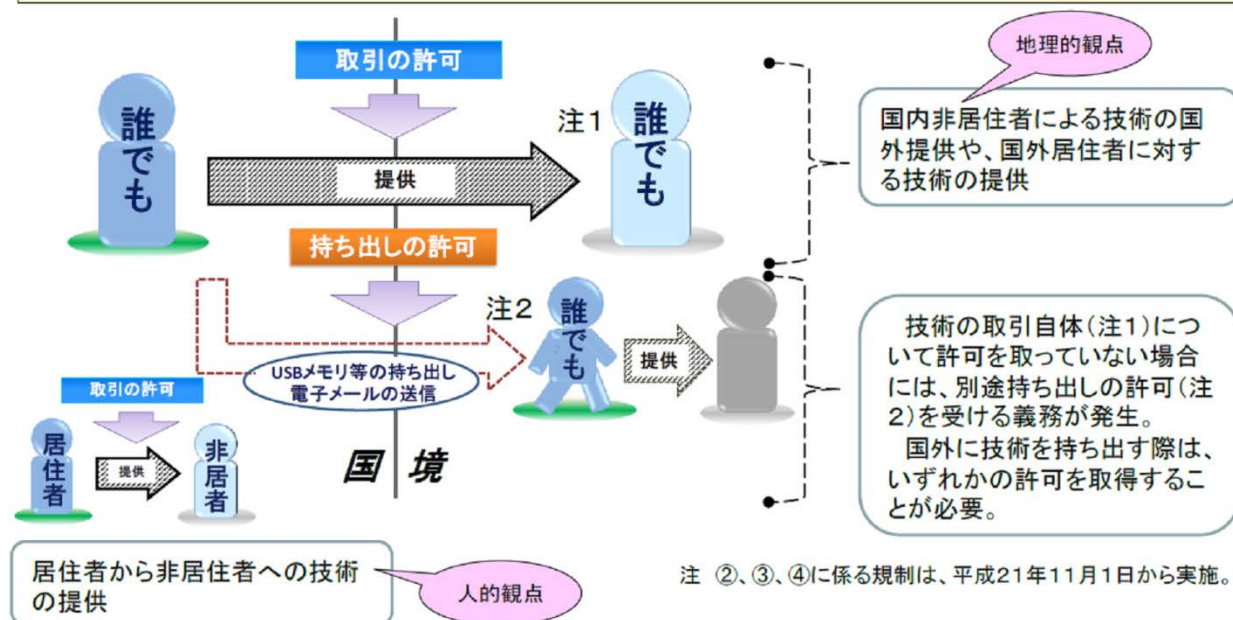 取引の許可
誰でも
注1
誰でも
提供
地理的観点
国内非居住者による技術の国
外提供や、国外居住者に対す
る技術の提供
持ち出しの許可
注2
誰でも
提供
USBメモリ等の持ち出し
電子メールの送信
技術の取引自体(注1)につ
いて許可を取っていない場合
には、別途持ち出しの許可(注
2)を受ける義務が発生。
国外に技術を持ち出す際は、
いずれかの許可を取得するこ
とが必要。
取引の許可
居住者
提供
非居者
国境
居住者から非居住者への技術
の提供
人的観点
注 ②、③、④に係る規制は、平成21年11月1日から実施。